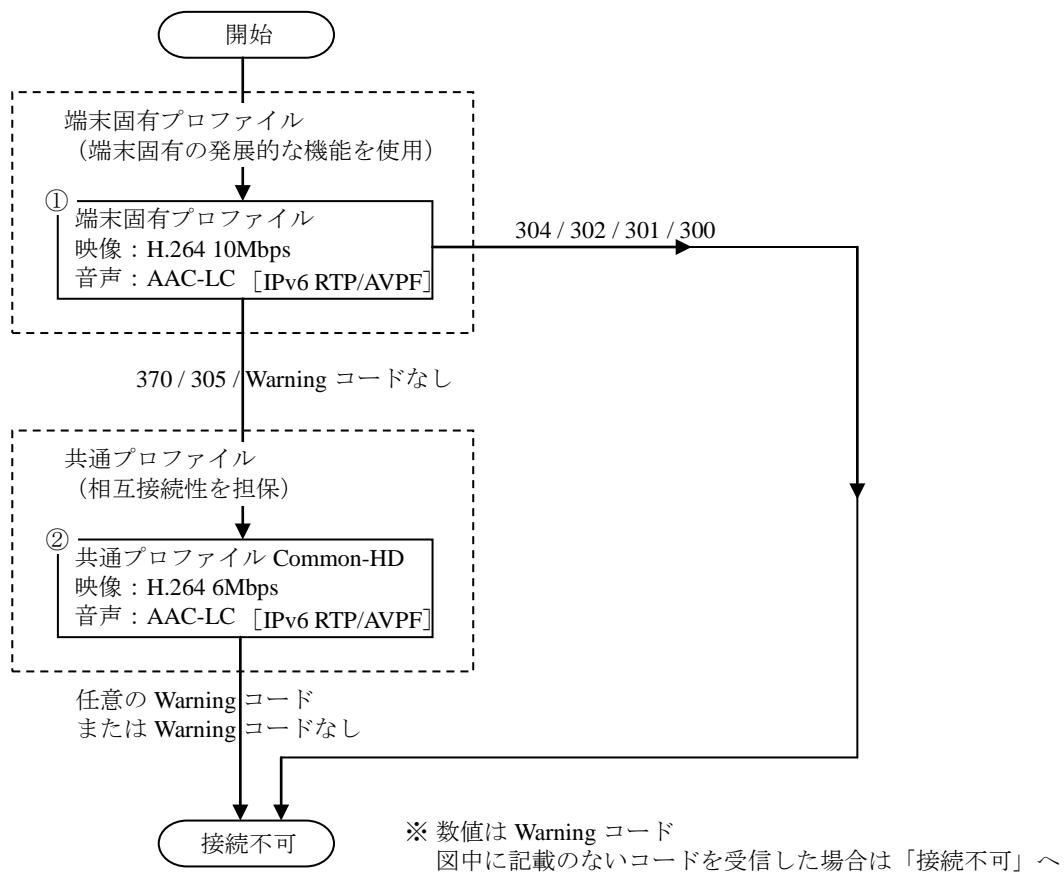 開始
端末固有プロファイル
（端末固有の発展的な機能を使用）
①
端末固有プロファイル
映像：H.264 10Mbps
音声：AAC-LC［IPv6 RTP/AVPF］
304 / 302 / 301 / 300
370 / 305 / Warning コードなし
共通プロファイル
（相互接続性を担保）
②
共通プロファイル Common-HD
映像：H.264 6Mbps
音声：AAC-LC［IPv6 RTP/AVPF］
任意の Warning コード
または Warning コードなし
接続不可
※ 数値は Warning コード
図中に記載のないコードを受信した場合は「接続不可」へ